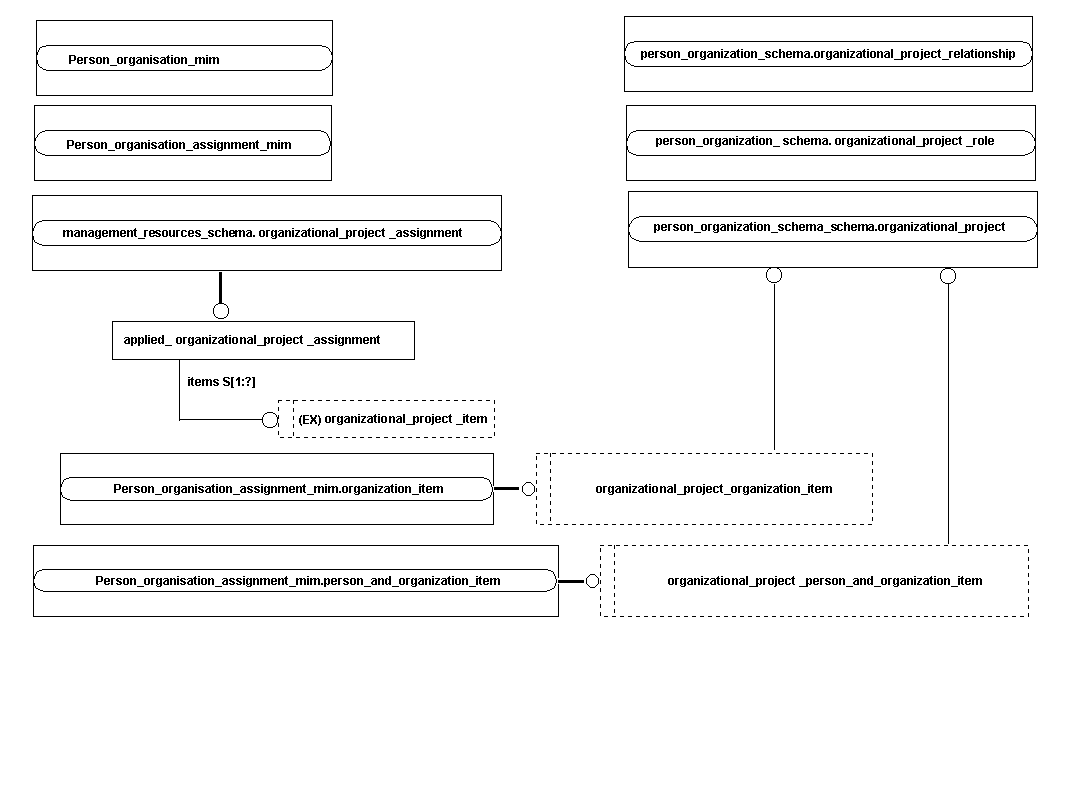 Person_organisation_mim
person_organization_schema.organizational_project_relationship
Person_organisation_assignment_mim
person_organization_ schema. organizational_project _role
management_resources_schema. organizational_project _assignment
person_organization_schema_schema.organizational_project
applied_ organizational_project _assignment
items S[1:?]
(EX) organizational_project _item
Person_organisation_assignment_mim.organization_item
organizational_project_organization_item
Person_organisation_assignment_mim.person_and_organization_item
organizational_project _person_and_organization_item